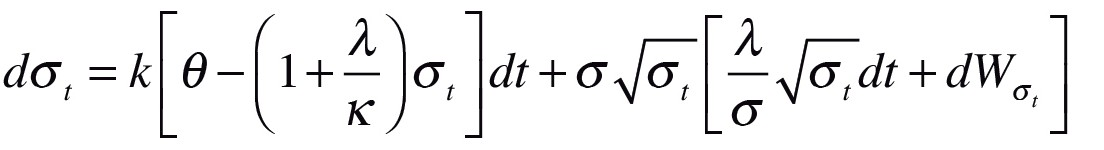 dσ_t = k[θ − (1 + λ/κ)σ_t]dt + σ√σ_t[λ/σ √σ_t dt + dW_{σ_t}]